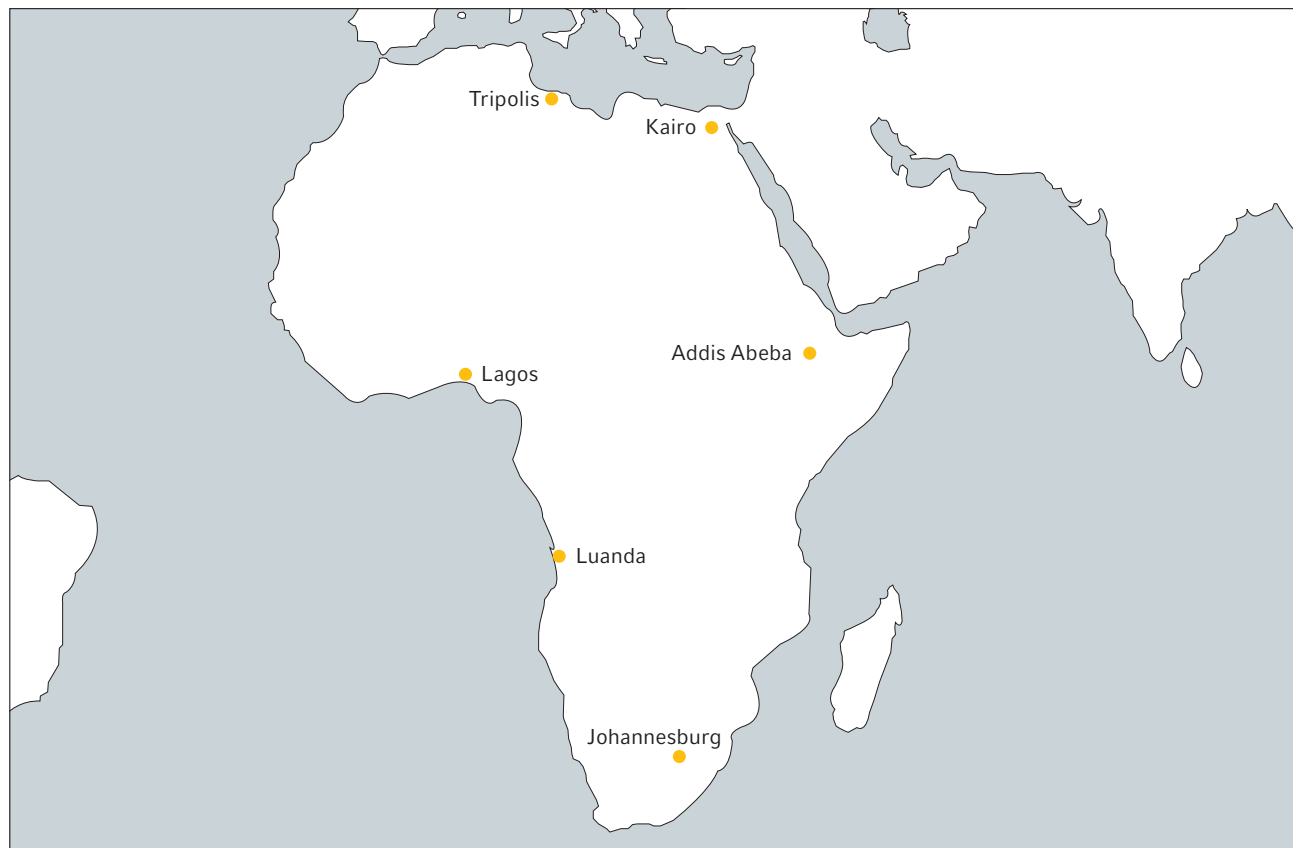 Tripolis
Kairo
Addis Abeba
Lagos
Luanda
Johannesburg